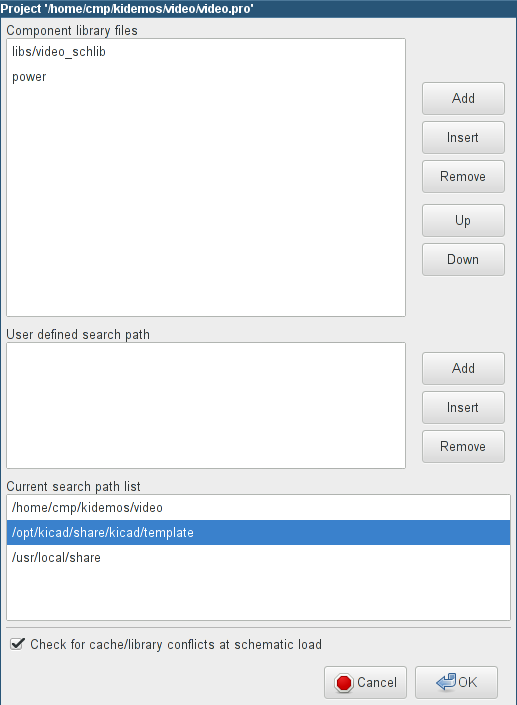 Project '/home/cmp/kidemos/video/video.pro'
Component library files
libs/video_schlib
power
Add
Insert
Remove
Up
Down
User defined search path
Add
Insert
Remove
Current search path list
/home/cmp/kidemos/video
/opt/kicad/share/kicad/template
/usr/local/share
Check for cache/library conflicts at schematic load
Cancel
OK